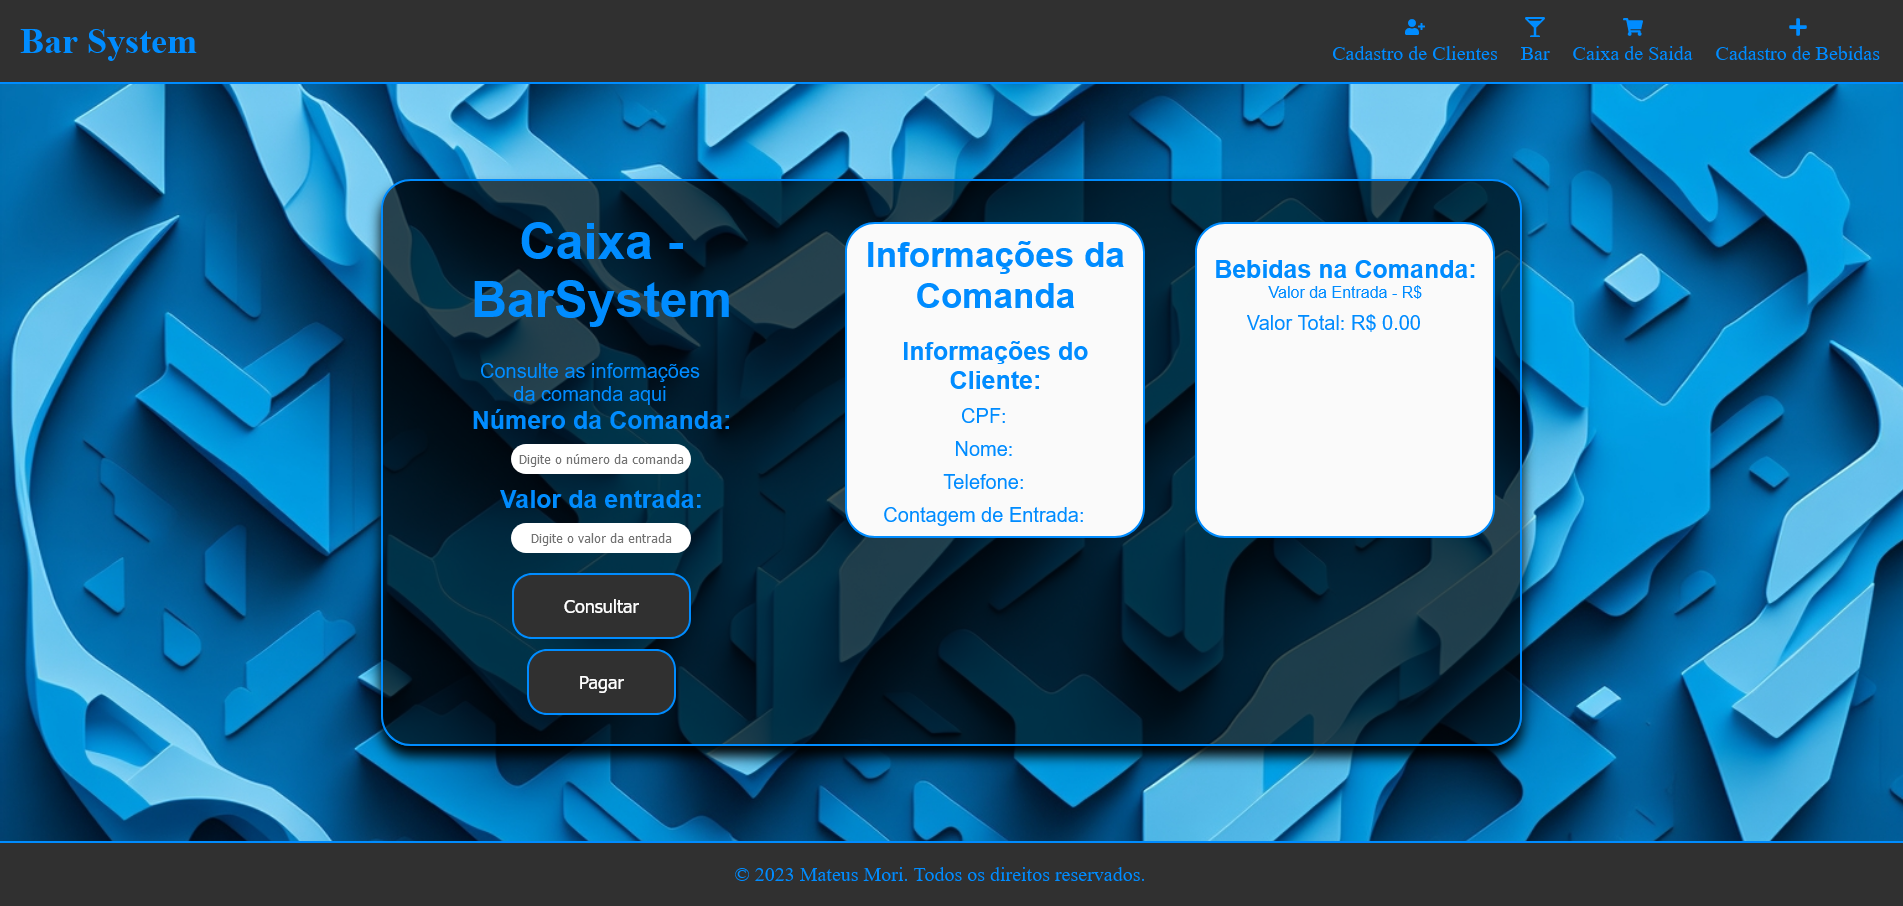 Bar System
Cadastro de Clientes
Bar
Caixa de Saida
Cadastro de Bebidas
Caixa -
BarSystem
Consulte as informações
da comanda aqui
Número da Comanda:
Digite o número da comanda
Valor da entrada:
Digite o valor da entrada
Consultar
Pagar
Informações da
Comanda
Informações do
Cliente:
CPF:
Nome:
Telefone:
Contagem de Entrada:
Bebidas na Comanda:
Valor da Entrada - R$
Valor Total: R$ 0.00
© 2023 Mateus Mori. Todos os direitos reservados.